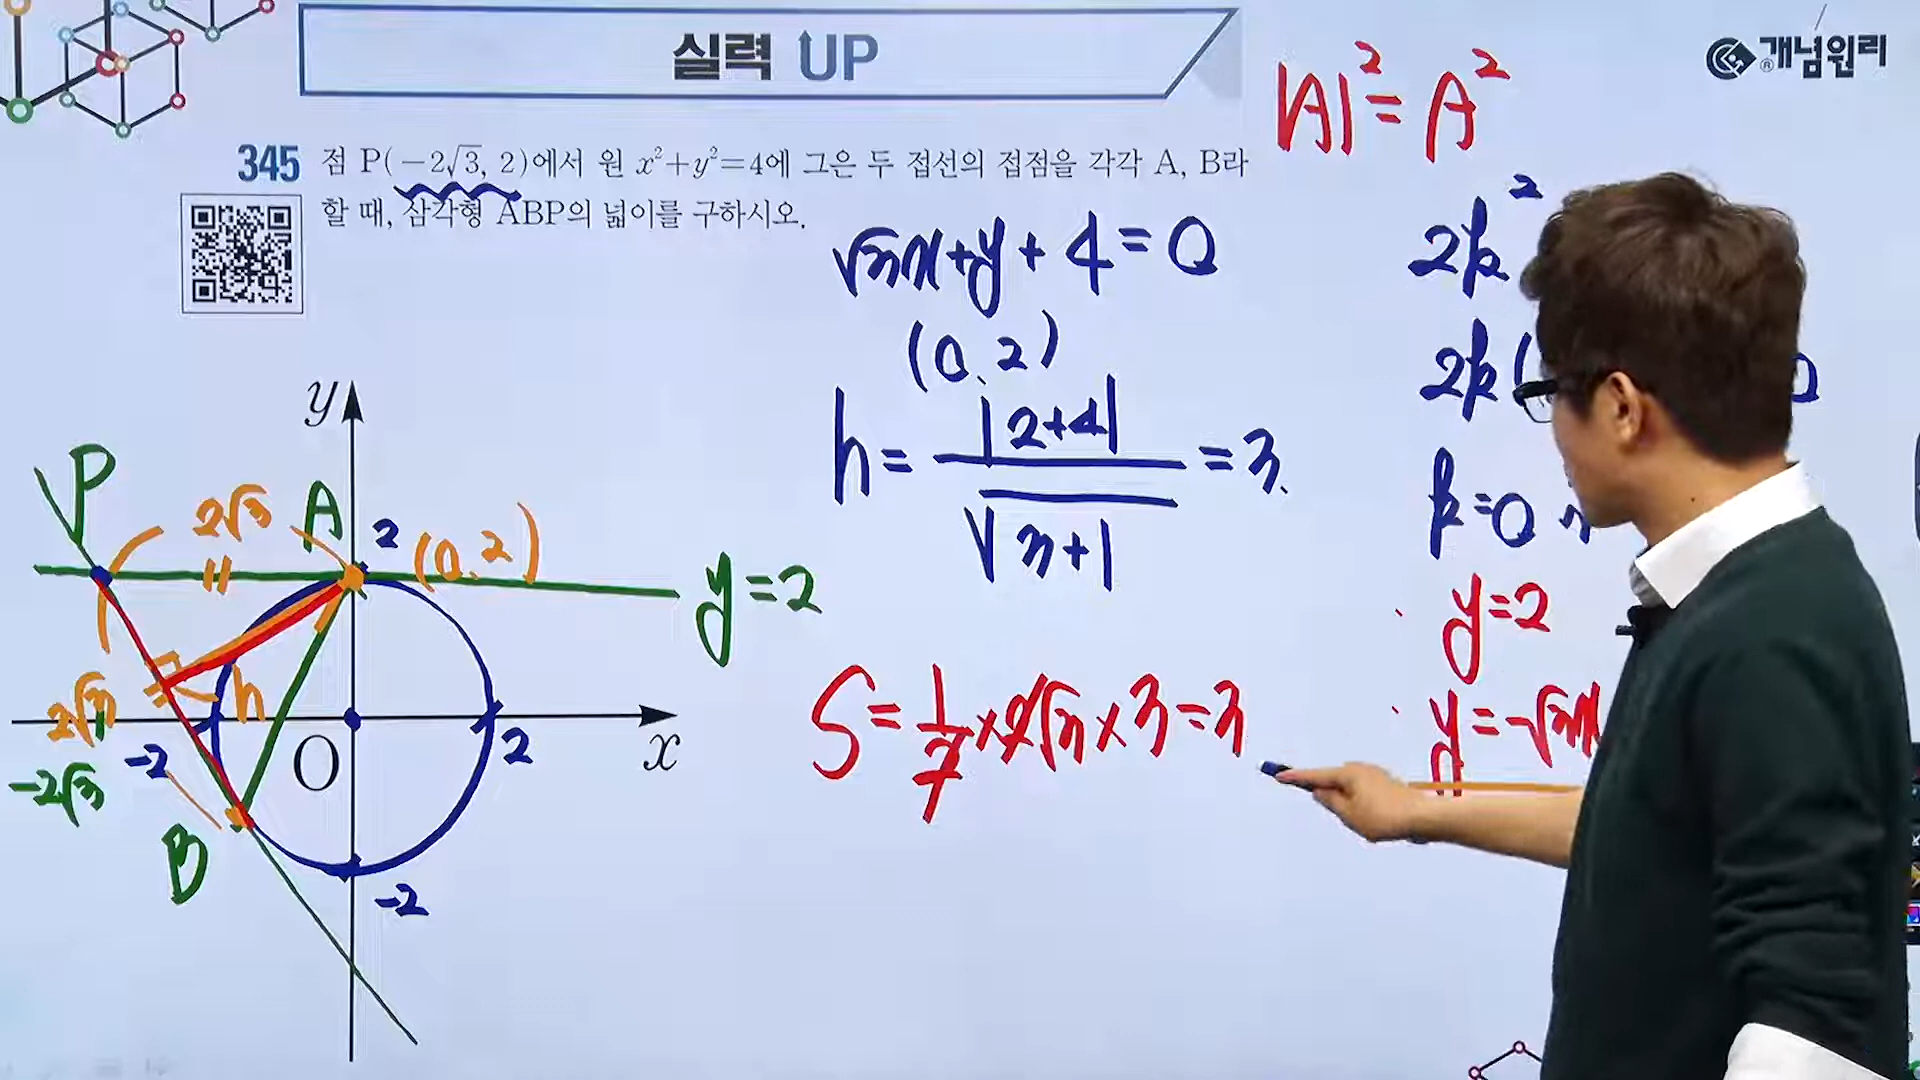 실력 UP
개념원리
345 점 P(−2√3, 2)에서 원 x²+y²=4에 그은 두 접선의 접점을 각각 A, B라
할 때, 삼각형 ABP의 넓이를 구하시오.
|A|² = A²
√3x+y+4=0
(0, 2)
h= |2+4| / √3+1 =3.
S= 1/2 ×2√3×3=3
2k²
2k(
k=0
y=2
y=-√3x
y
P
2√3
A
2
(0, 2)
y=2
2√3
h
-2√3
-2
O
2
x
B
-2